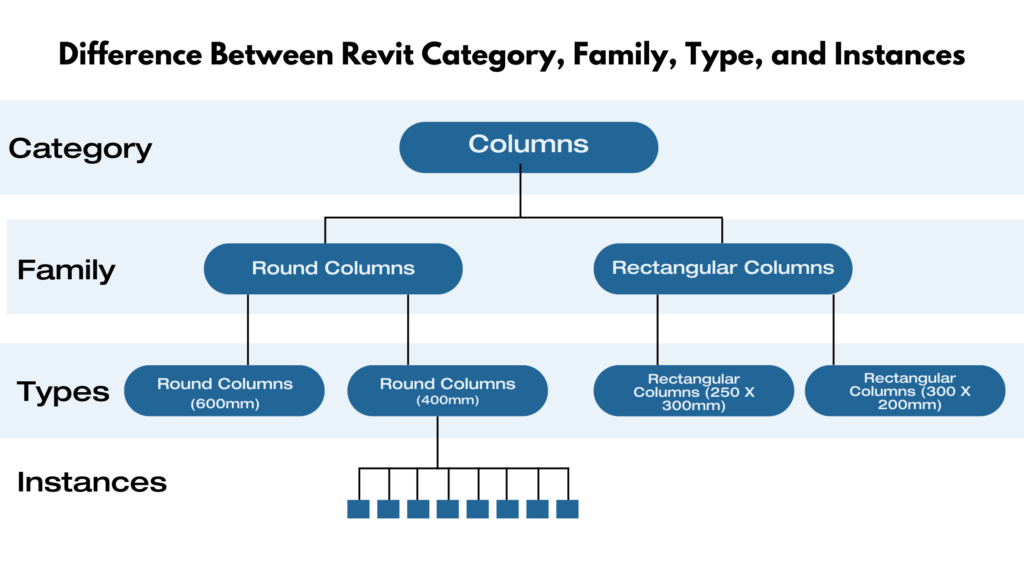 Difference Between Revit Category, Family, Type, and Instances
Category
Columns
Family
Round Columns
Rectangular Columns
Types
Round Columns
(600mm)
Round Columns
(400mm)
Rectangular
Columns (250 X
300mm)
Rectangular
Columns (300 X
200mm)
Instances